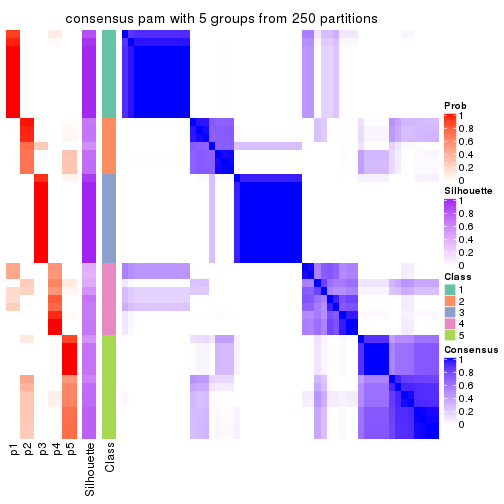 consensus pam with 5 groups from 250 partitions
p1
p2
p3
p4
p5
Silhouette
Class
Prob
1
0.8
0.6
0.4
0.2
0
Silhouette
1
0.8
0.6
0.4
0.2
0
Class
1
2
3
4
5
Consensus
1
0.8
0.6
0.4
0.2
0